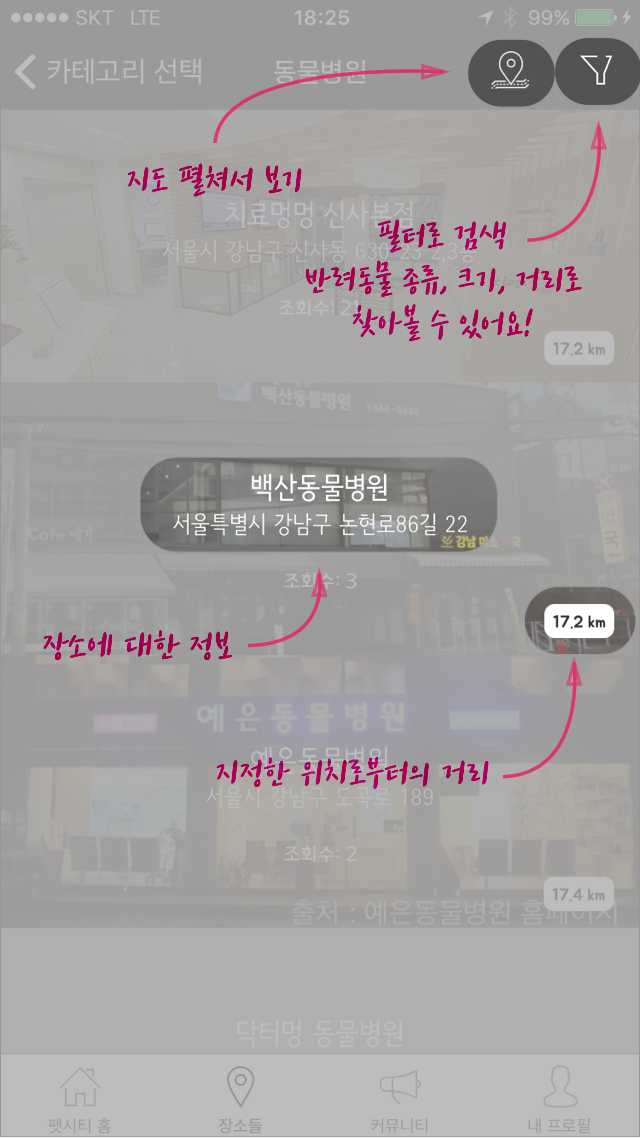 SKT LTE 18:25 99%
카테고리 선택 동물병원
지도 펼쳐서 보기
치료멍멍 신사본점
필터로 검색
서울시 강남구 신사동 630-23 2,3층
반려동물 종류, 크기, 거리로
조회수: 21
찾아볼 수 있어요!
17.2 km
백산동물병원
백산동물병원
서울특별시 강남구 논현로86길 22
Cafe
강남
조회수: 3
17.2 km
장소에 대한 정보
예은동물병원
예은동물병원
지정한 위치로부터의 거리
서울시 강남구 도곡로 189
조회수: 2
17.4 km
출처 : 예은동물병원 홈페이지
닥터멍 동물병원
펫시티 홈 장소들 커뮤니티 내 프로필